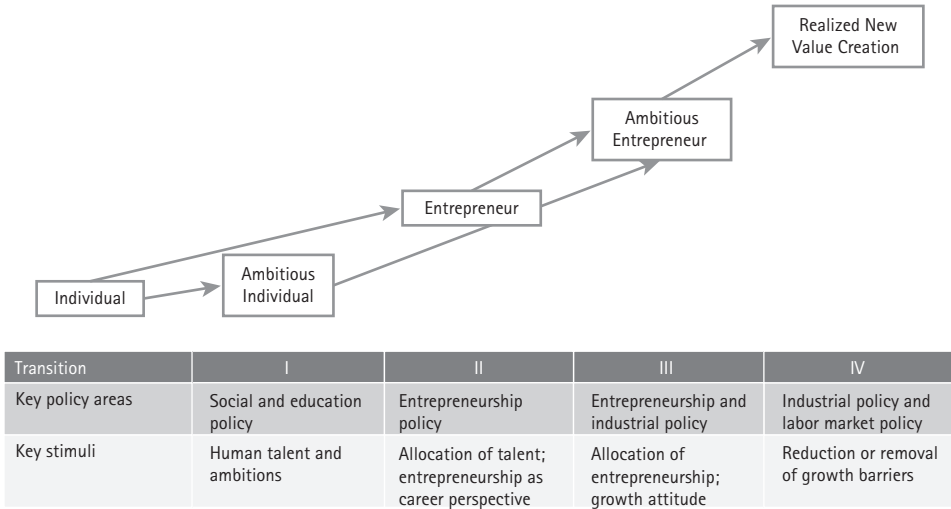 Realized New
Value Creation
Ambitious
Entrepreneur
Entrepreneur
Ambitious
Individual
Individual
Transition I II III IV
Key policy areas Social and education Entrepreneurship Entrepreneurship and Industrial policy and
policy policy industrial policy labor market policy
Key stimuli Human talent and Allocation of talent; Allocation of Reduction or removal
ambitions entrepreneurship as entrepreneurship; of growth barriers
career perspective growth attitude